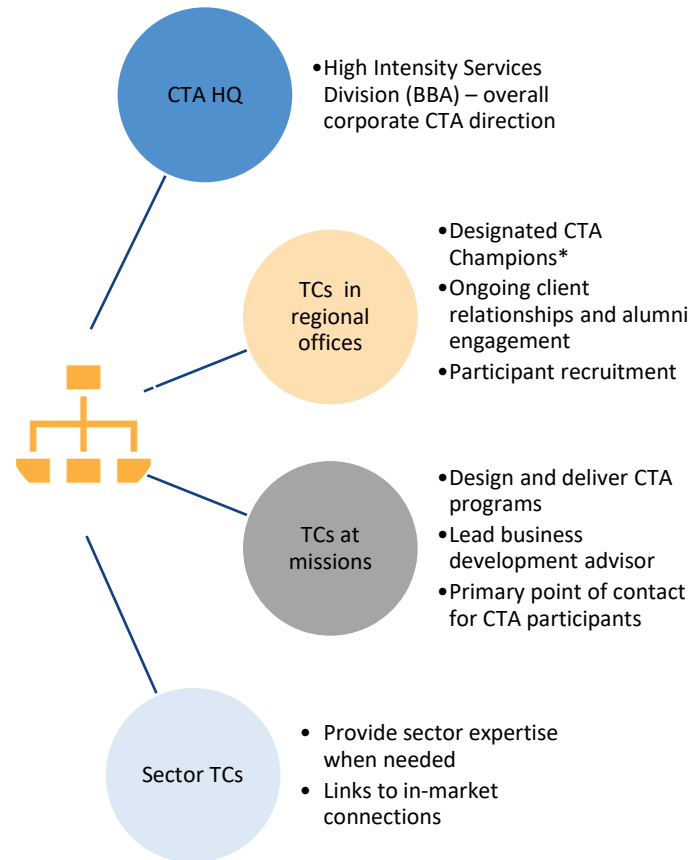 CTA HQ
•High Intensity Services
Division (BBA) – overall
corporate CTA direction
TCs in
regional
offices
•Designated CTA
Champions*
•Ongoing client
relationships and alumni
engagement
•Participant recruitment
TCs at
missions
•Design and deliver CTA
programs
•Lead business
development advisor
•Primary point of contact
for CTA participants
Sector TCs
• Provide sector expertise
when needed
• Links to in-market
connections